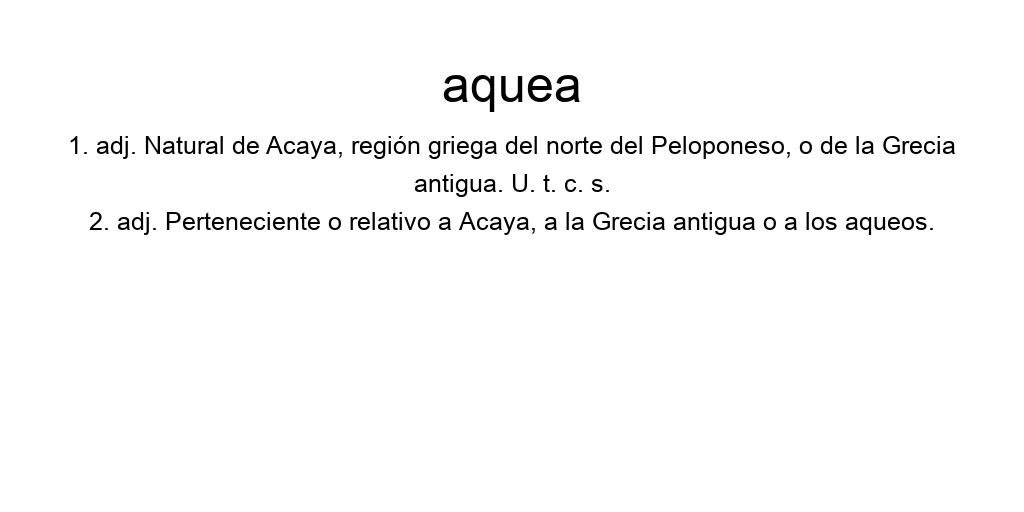 aquea
1. adj. Natural de Acaya, región griega del norte del Peloponeso, o de la Grecia
antigua. U. t. c. s.
2. adj. Perteneciente o relativo a Acaya, a la Grecia antigua o a los aqueos.